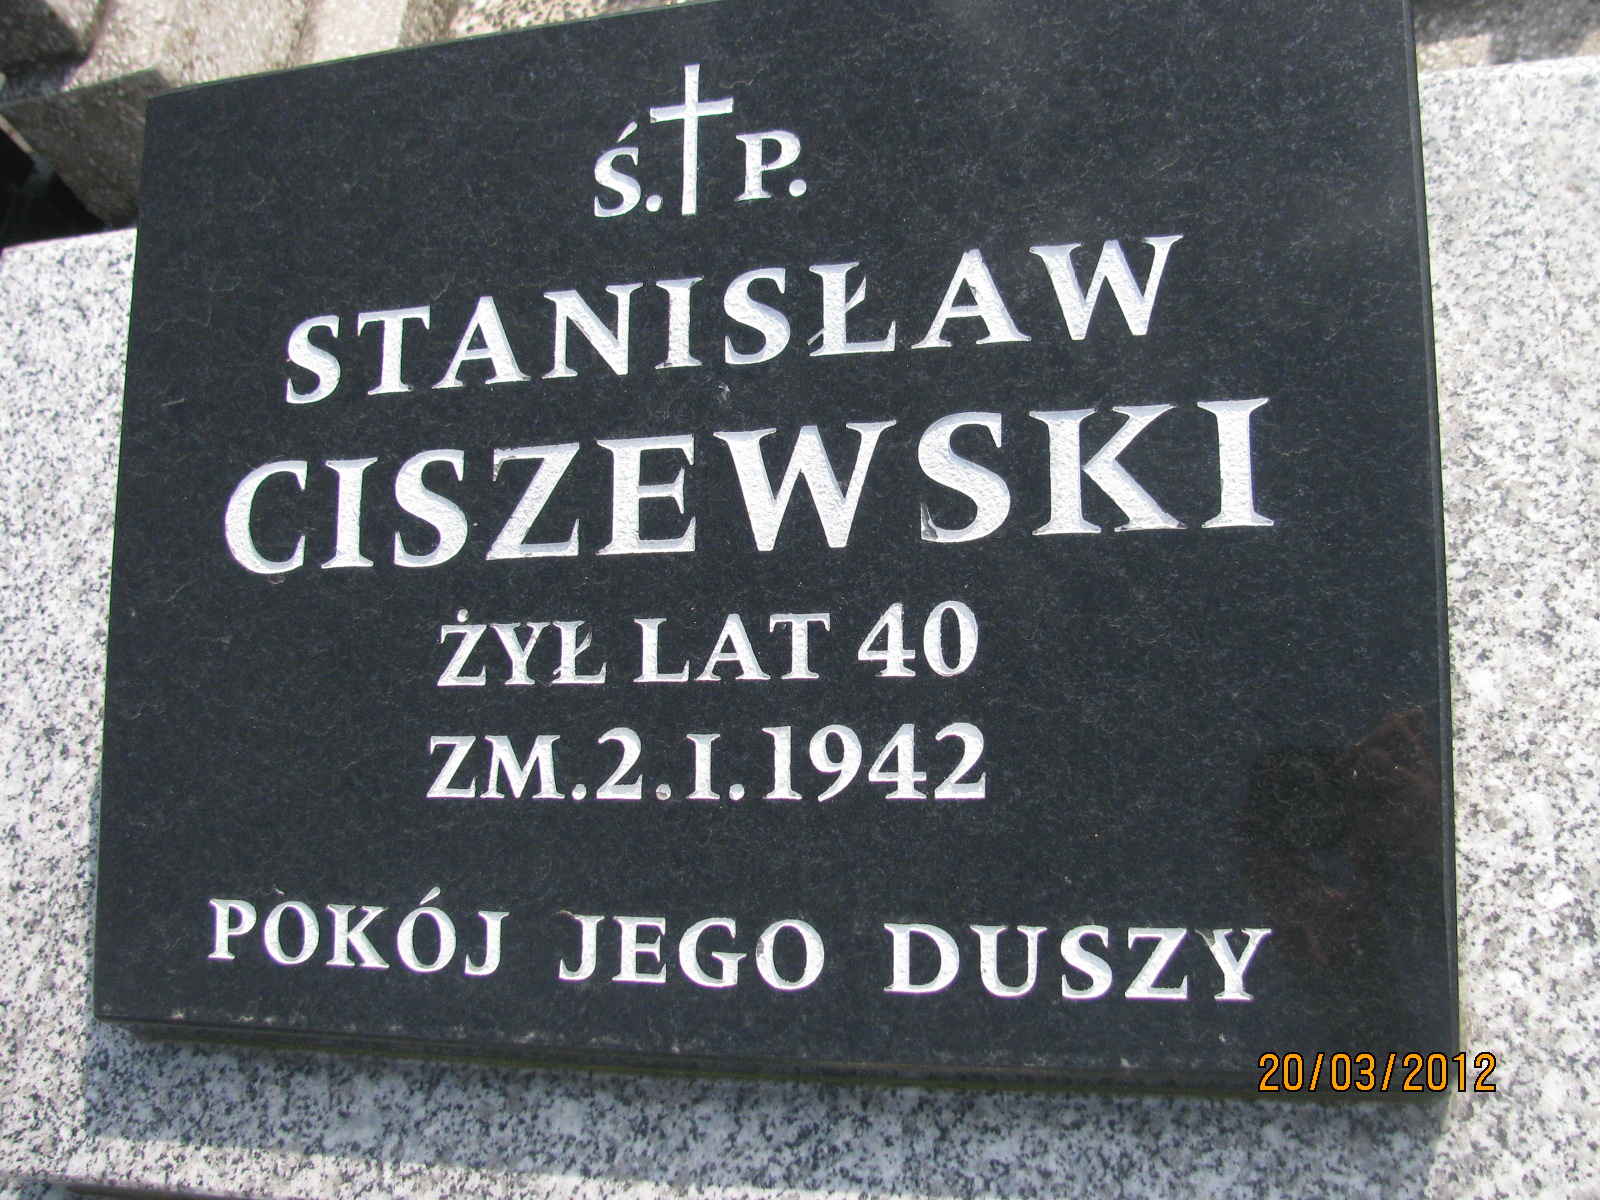 Ś. P.
STANISŁAW
CISZEWSKI
ŻYŁ LAT 40
ZM.2.I.1942
POKÓJ JEGO DUSZY
20/03/2012